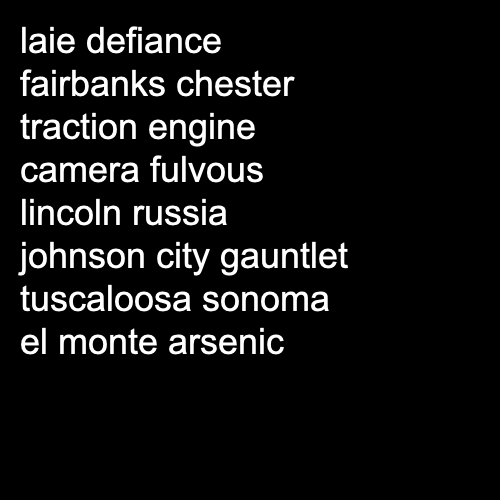 laie defiance
fairbanks chester
traction engine
camera fulvous
lincoln russia
johnson city gauntlet
tuscaloosa sonoma
el monte arsenic